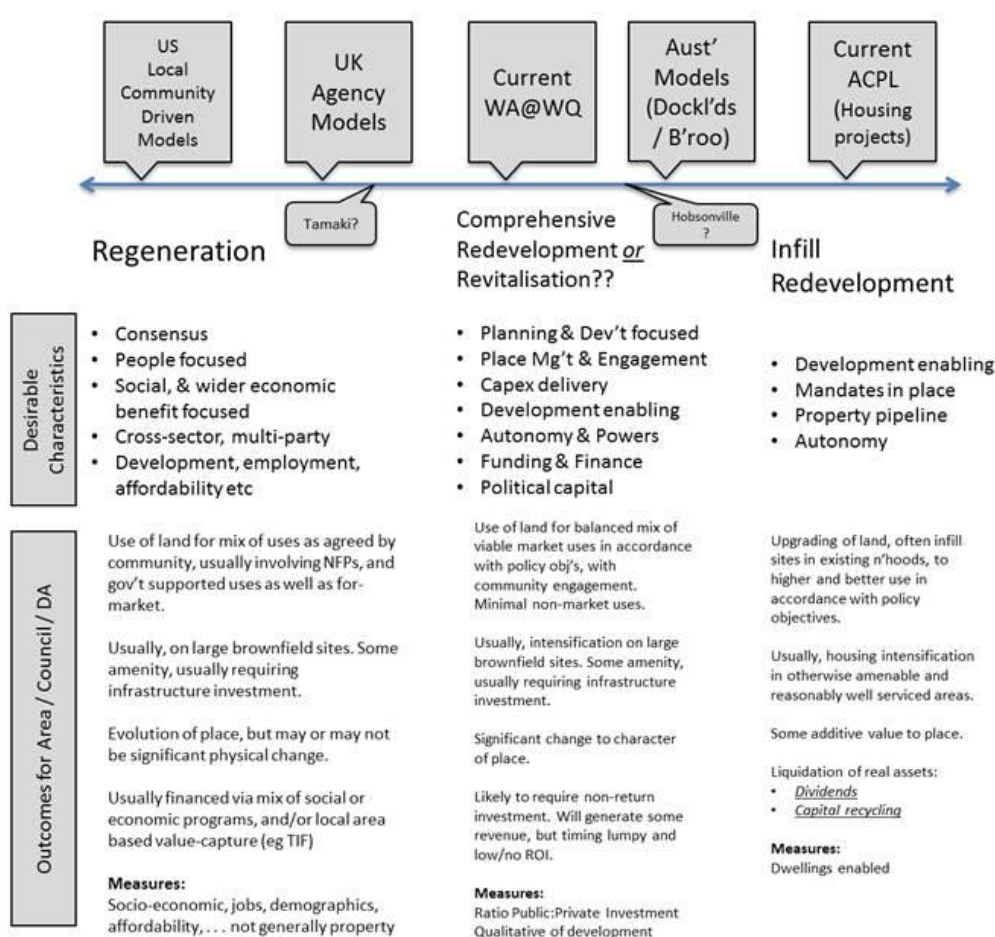 US
Local
Community
Driven
Models
UK
Agency
Models
Current
WA@WQ
Aust'
Models
(Dockl'ds
/ B'roo)
Current
ACPL
(Housing
projects)
Tamaki?
Hobsonville
?
Regeneration
Comprehensive
Redevelopment or
Revitalisation??
Infill
Redevelopment
Desirable
Characteristics
• Consensus
• People focused
• Social, & wider economic
benefit focused
• Cross-sector, multi-party
• Development, employment,
affordability etc
• Planning & Dev't focused
• Place Mg't & Engagement
• Capex delivery
• Development enabling
• Autonomy & Powers
• Funding & Finance
• Political capital
• Development enabling
• Mandates in place
• Property pipeline
• Autonomy
Outcomes for Area / Council / DA
Use of land for mix of uses as agreed by
community, usually involving NFPs, and
gov't supported uses as well as for-
market.
Usually, on large brownfield sites. Some
amenity, usually requiring
infrastructure investment.
Evolution of place, but may or may not
be significant physical change.
Usually financed via mix of social or
economic programs, and/or local area
based value-capture (eg TIF)
Measures:
Socio-economic, jobs, demographics,
affordability, . . . not generally property
Use of land for balanced mix of
viable market uses in accordance
with policy obj's, with
community engagement.
Minimal non-market uses.
Usually, intensification on large
brownfield sites. Some amenity,
usually requiring infrastructure
investment.
Significant change to character
of place.
Likely to require non-return
investment. Will generate some
revenue, but timing lumpy and
low/no ROI.
Measures:
Ratio Public:Private Investment
Qualitative of development
Upgrading of land, often infill
sites in existing n'hoods, to
higher and better use in
accordance with policy
objectives.
Usually, housing intensification
in otherwise amenable and
reasonably well serviced areas.
Some additive value to place.
Liquidation of real assets:
• Dividends
• Capital recycling
Measures:
Dwellings enabled